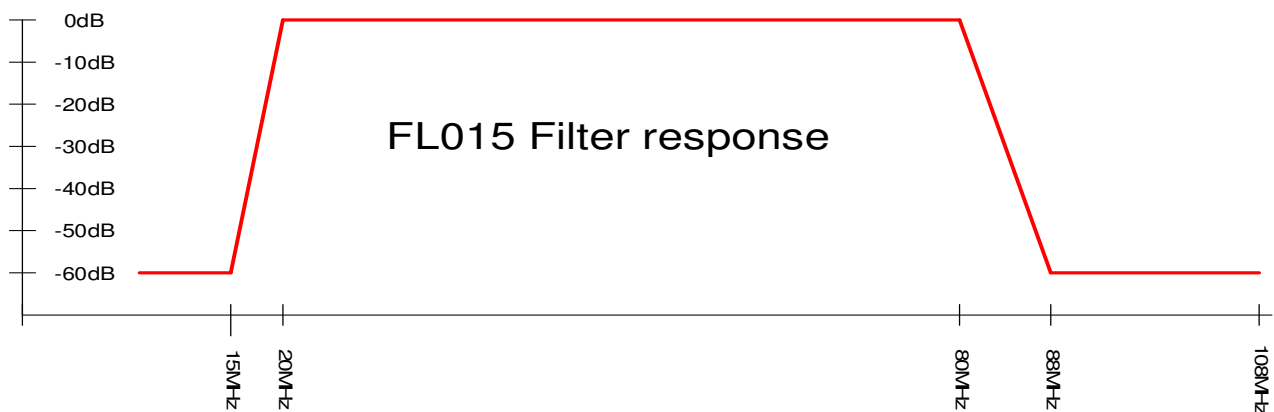 0dB
-10dB
-20dB
FL015 Filter response
-30dB
-40dB
-50dB
-60dB
15MHz
20MHz
80MHz
88MHz
108MHz